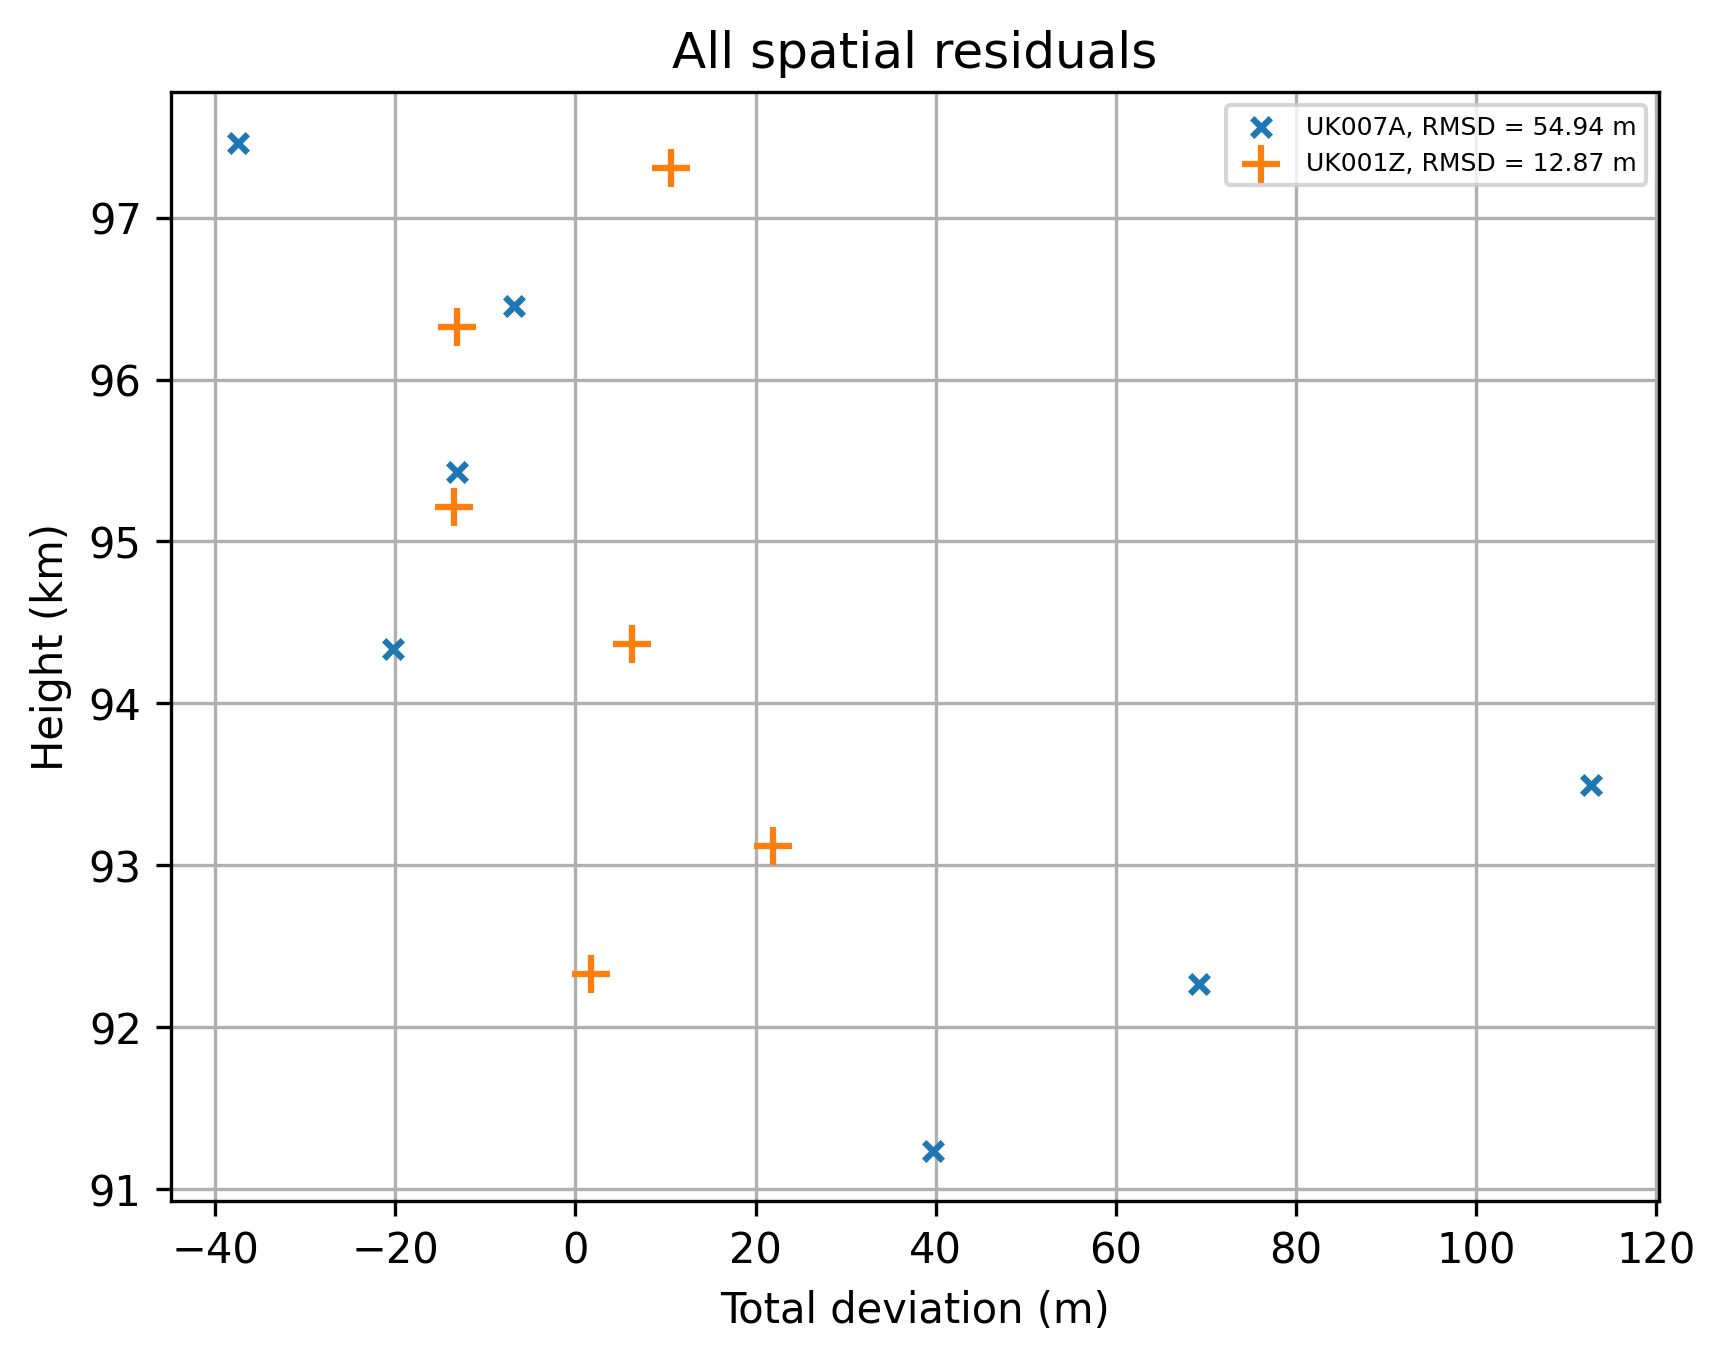 All spatial residuals
UK007A, RMSD = 54.94 m
UK001Z, RMSD = 12.87 m
97
96
95
94
93
92
91
Height (km)
−40 −20 0 20 40 60 80 100 120
Total deviation (m)